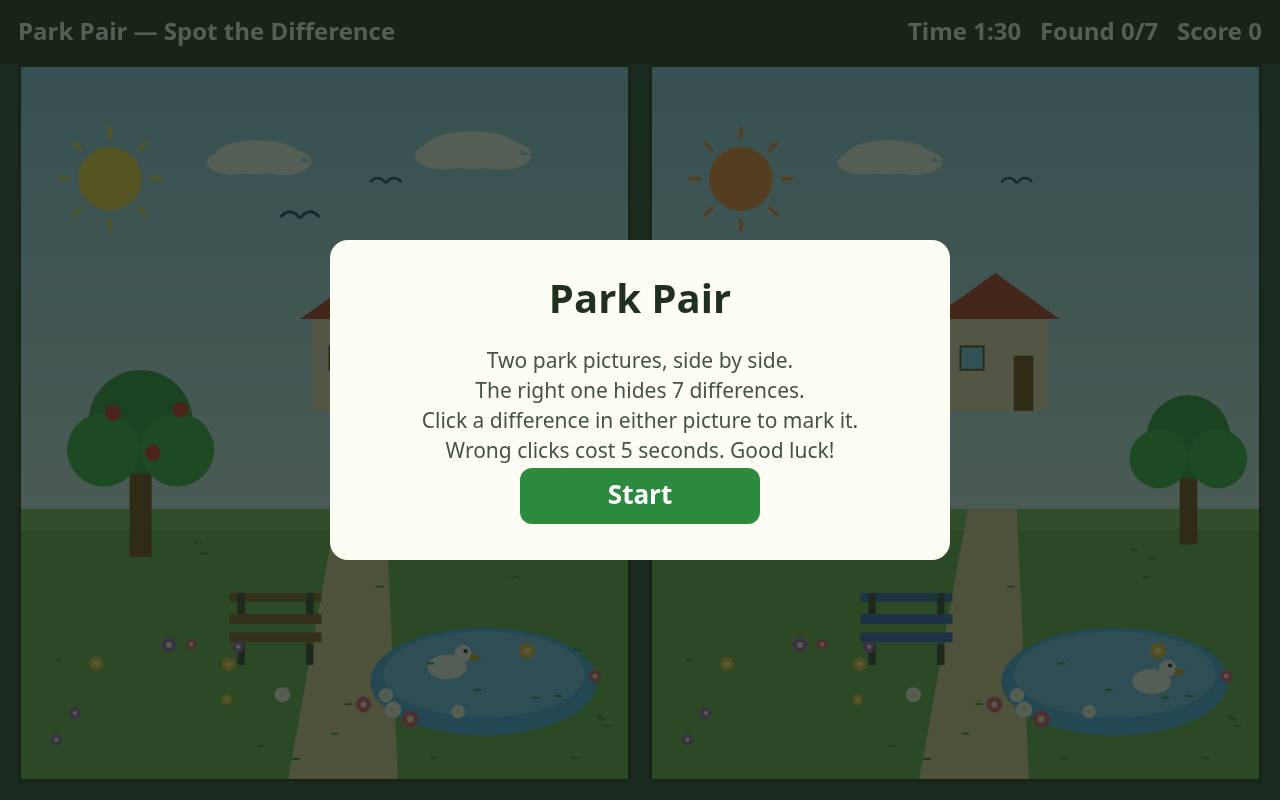 Park Pair — Spot the Difference
Time 1:30 Found 0/7 Score 0
Park Pair
Two park pictures, side by side.
The right one hides 7 differences.
Click a difference in either picture to mark it.
Wrong clicks cost 5 seconds. Good luck!
Start